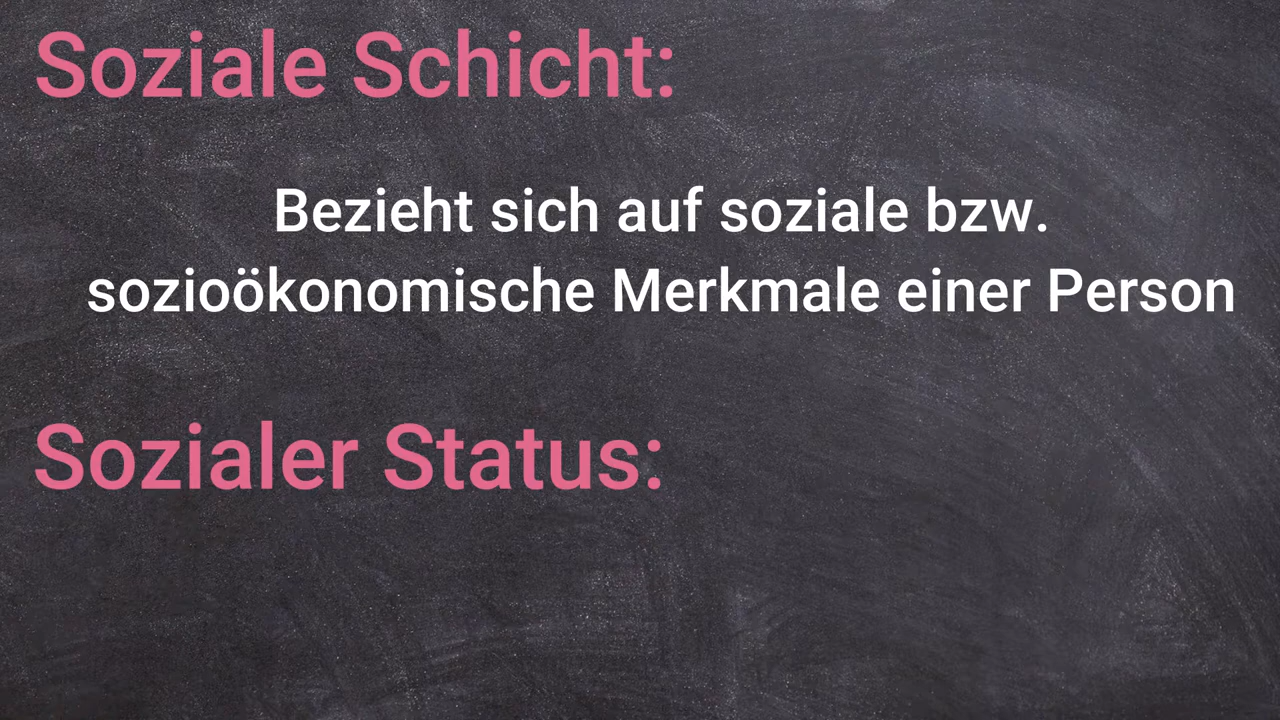 Soziale Schicht:
Bezieht sich auf soziale bzw.
sozioökonomische Merkmale einer Person
Sozialer Status: